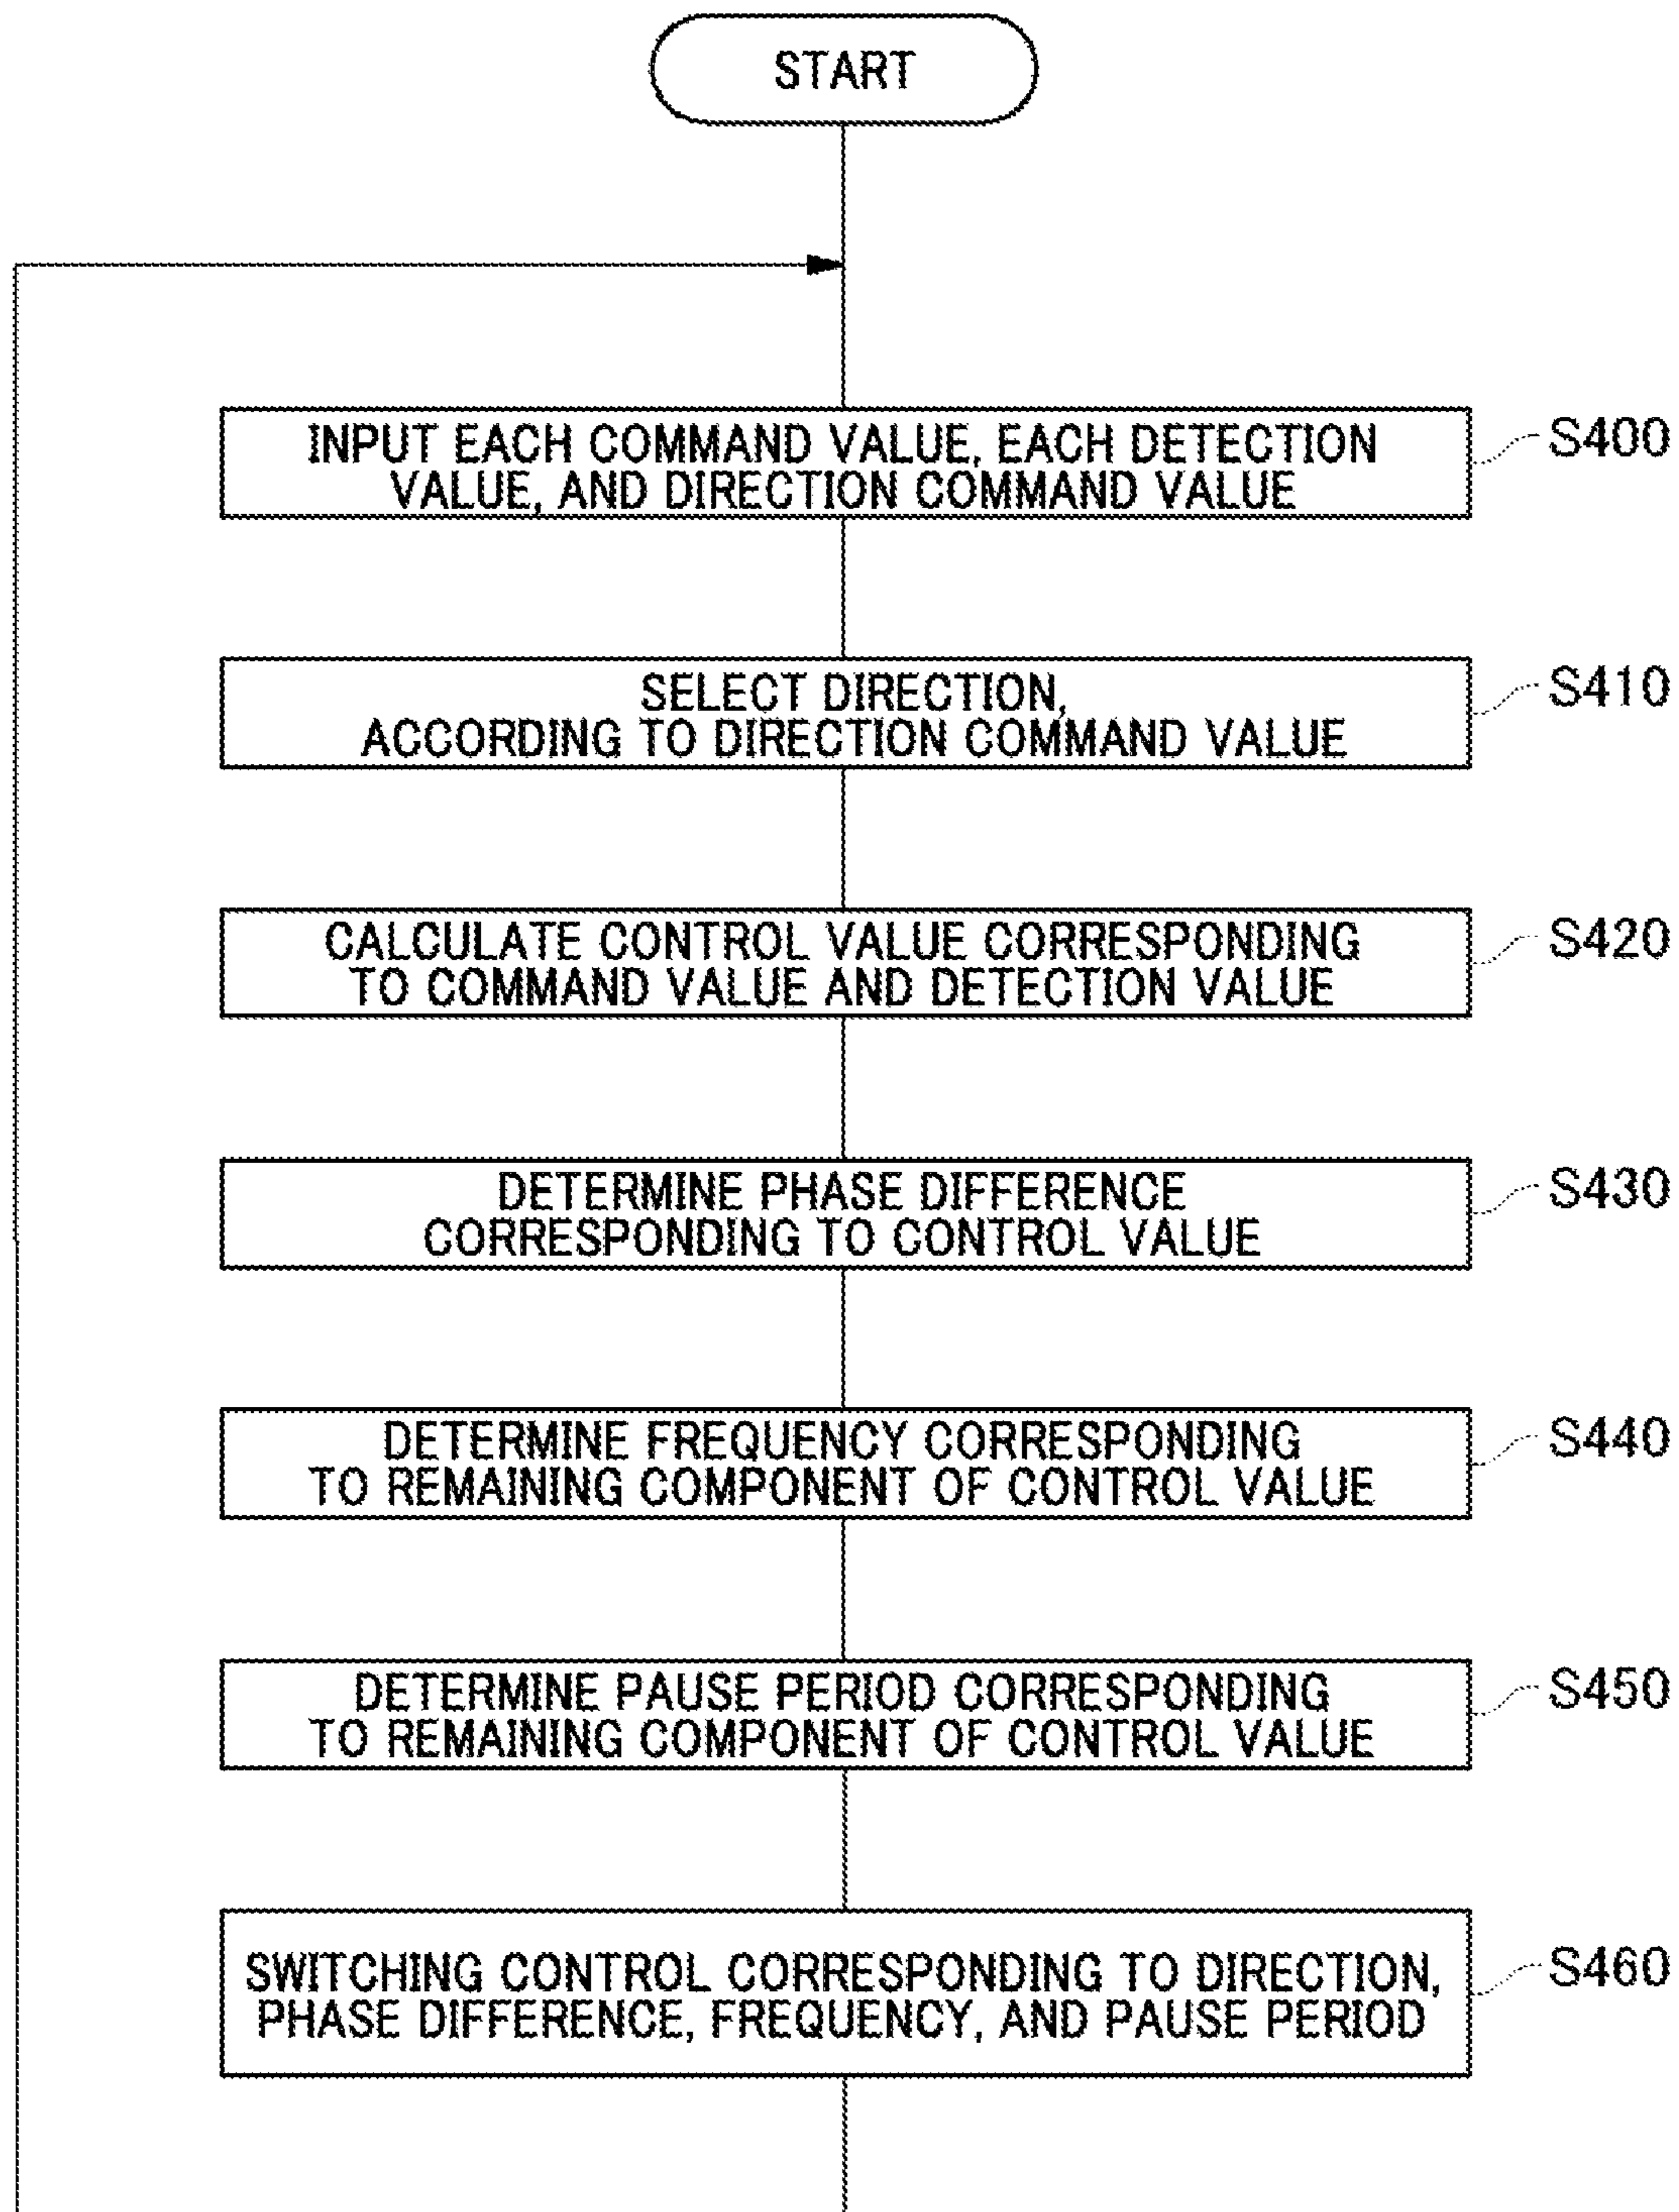 START
INPUT EACH COMMAND VALUE, EACH DETECTION
VALUE, AND DIRECTION COMMAND VALUE
S400
SELECT DIRECTION,
ACCORDING TO DIRECTION COMMAND VALUE
S410
CALCULATE CONTROL VALUE CORRESPONDING
TO COMMAND VALUE AND DETECTION VALUE
S420
DETERMINE PHASE DIFFERENCE
CORRESPONDING TO CONTROL VALUE
S430
DETERMINE FREQUENCY CORRESPONDING
TO REMAINING COMPONENT OF CONTROL VALUE
S440
DETERMINE PAUSE PERIOD CORRESPONDING
TO REMAINING COMPONENT OF CONTROL VALUE
S450
SWITCHING CONTROL CORRESPONDING TO DIRECTION,
PHASE DIFFERENCE, FREQUENCY, AND PAUSE PERIOD
S460